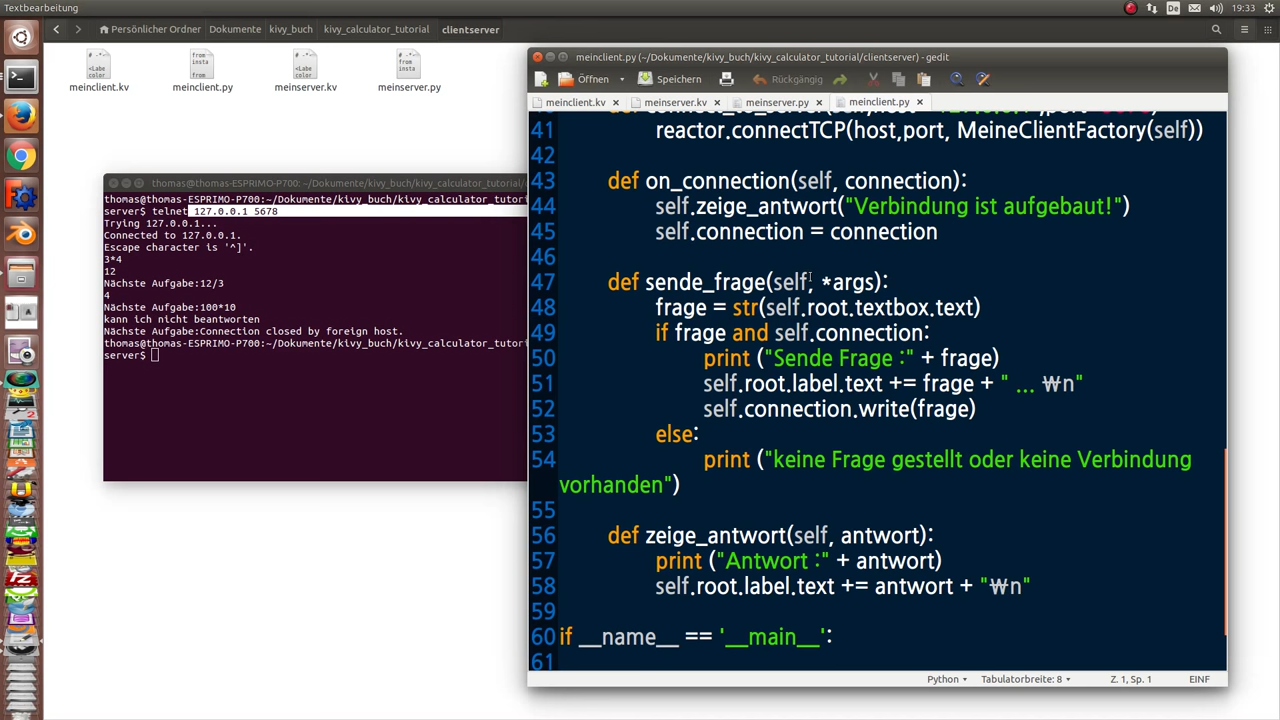 Textbearbeitung
De
19:33
Persönlicher Ordner
Dokumente
kivy_buch
kivy_calculator_tutorial
clientserver
meinclient.kv
meinclient.py
meinserver.kv
meinserver.py
thomas@thomas-ESPRIMO-P700: ~/Dokumente/kivy_buch/kivy_calculator_tutorial/
thomas@thomas-ESPRIMO-P700:~/Dokumente/kivy_buch/kivy_calculator_tutori
server$ telnet 127.0.0.1 5678
Trying 127.0.0.1...
Connected to 127.0.0.1.
Escape character is '^]'.
3*4
12
Nächste Aufgabe:12/3
4
Nächste Aufgabe:100*10
kann ich nicht beantworten
Nächste Aufgabe:Connection closed by foreign host.
thomas@thomas-ESPRIMO-P700:~/Dokumente/kivy_buch/kivy_calculator_tutori
server$
meinclient.py (~/Dokumente/kivy_buch/kivy_calculator_tutorial/clientserver) - gedit
Öffnen
Speichern
Rückgängig
meinclient.kv
meinserver.kv
meinserver.py
meinclient.py
41 reactor.connectTCP(host,port, MeineClientFactory(self))
42
43 def on_connection(self, connection):
44 self.zeige_antwort("Verbindung ist aufgebaut!")
45 self.connection = connection
46
47 def sende_frage(self, *args):
48 frage = str(self.root.textbox.text)
49 if frage and self.connection:
50 print ("Sende Frage :" + frage)
51 self.root.label.text += frage + " ... ₩n"
52 self.connection.write(frage)
53 else:
54 print ("keine Frage gestellt oder keine Verbindung
vorhanden")
55
56 def zeige_antwort(self, antwort):
57 print ("Antwort :" + antwort)
58 self.root.label.text += antwort + "₩n"
59
60 if __name__ == '__main__':
61
Python
Tabulatorbreite: 8
Z. 1, Sp. 1
EINF